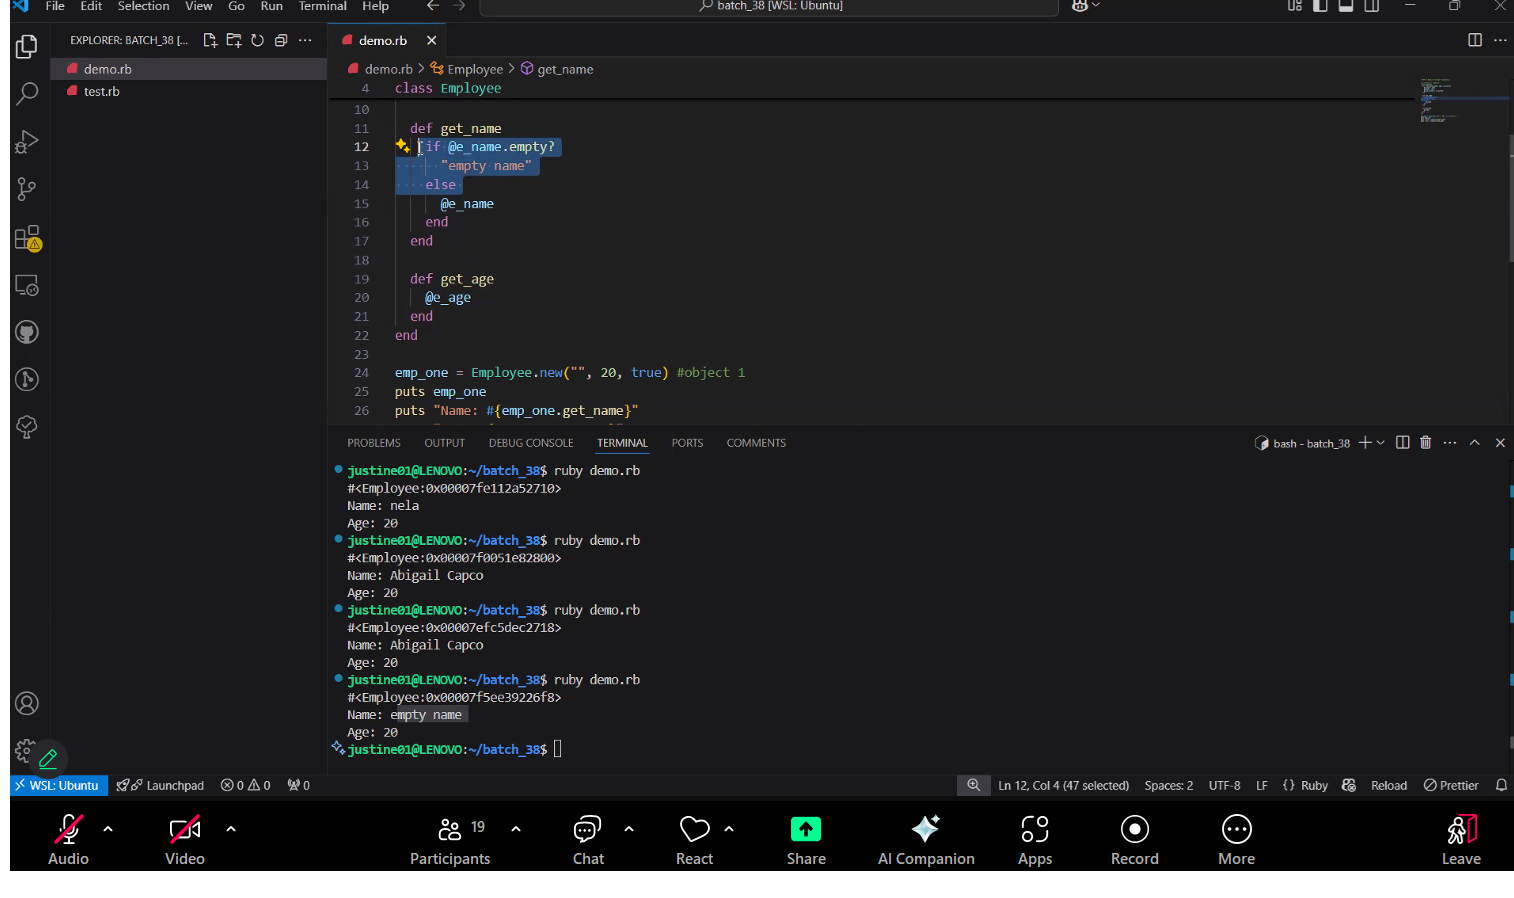 File Edit Selection View Go Run Terminal Help
batch_38 [WSL: Ubuntu]
EXPLORER: BATCH_38 [...
demo.rb
test.rb
demo.rb
demo.rb > Employee > get_name
4 class Employee
10
11 def get_name
12 if @e_name.empty?
13 "empty name"
14 else
15 @e_name
16 end
17 end
18
19 def get_age
20 @e_age
21 end
22 end
23
24 emp_one = Employee.new("", 20, true) #object 1
25 puts emp_one
26 puts "Name: #{emp_one.get_name}"
PROBLEMS OUTPUT DEBUG CONSOLE TERMINAL PORTS COMMENTS
bash - batch_38
justine01@LENOVO:~/batch_38$ ruby demo.rb
#<Employee:0x00007fe112a52710>
Name: nela
Age: 20
justine01@LENOVO:~/batch_38$ ruby demo.rb
#<Employee:0x00007f0051e82800>
Name: Abigail Capco
Age: 20
justine01@LENOVO:~/batch_38$ ruby demo.rb
#<Employee:0x00007efc5dec2718>
Name: Abigail Capco
Age: 20
justine01@LENOVO:~/batch_38$ ruby demo.rb
#<Employee:0x00007f5ee39226f8>
Name: empty name
Age: 20
justine01@LENOVO:~/batch_38$
WSL: Ubuntu Launchpad 0 0 0 Ln 12, Col 4 (47 selected) Spaces: 2 UTF-8 LF {} Ruby Reload Prettier
19
Audio Video Participants Chat React Share AI Companion Apps Record More Leave